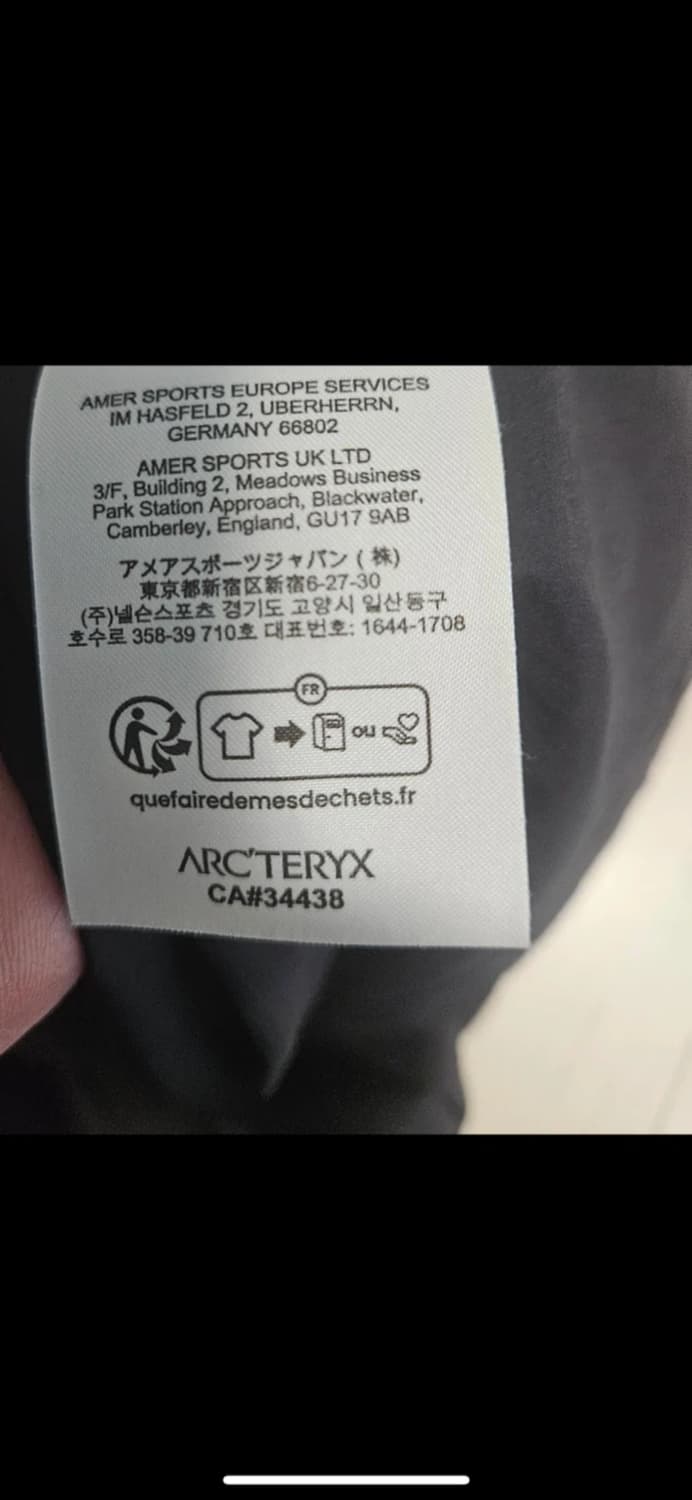 AMER SPORTS EUROPE SERVICES
IM HASFELD 2, UBERHERRN,
GERMANY 66802
AMER SPORTS UK LTD
3/F, Building 2, Meadows Business
Park Station Approach, Blackwater,
Camberley, England, GU17 9AB
アメアスポーツジャパン (株)
東京都新宿区新宿6-27-30
(주)넬슨스포츠 경기도 고양시 일산동구
호수로 358-39 710호 대표번호: 1644-1708
FR
ou
quefairedemesdechets.fr
ARC'TERYX
CA#34438